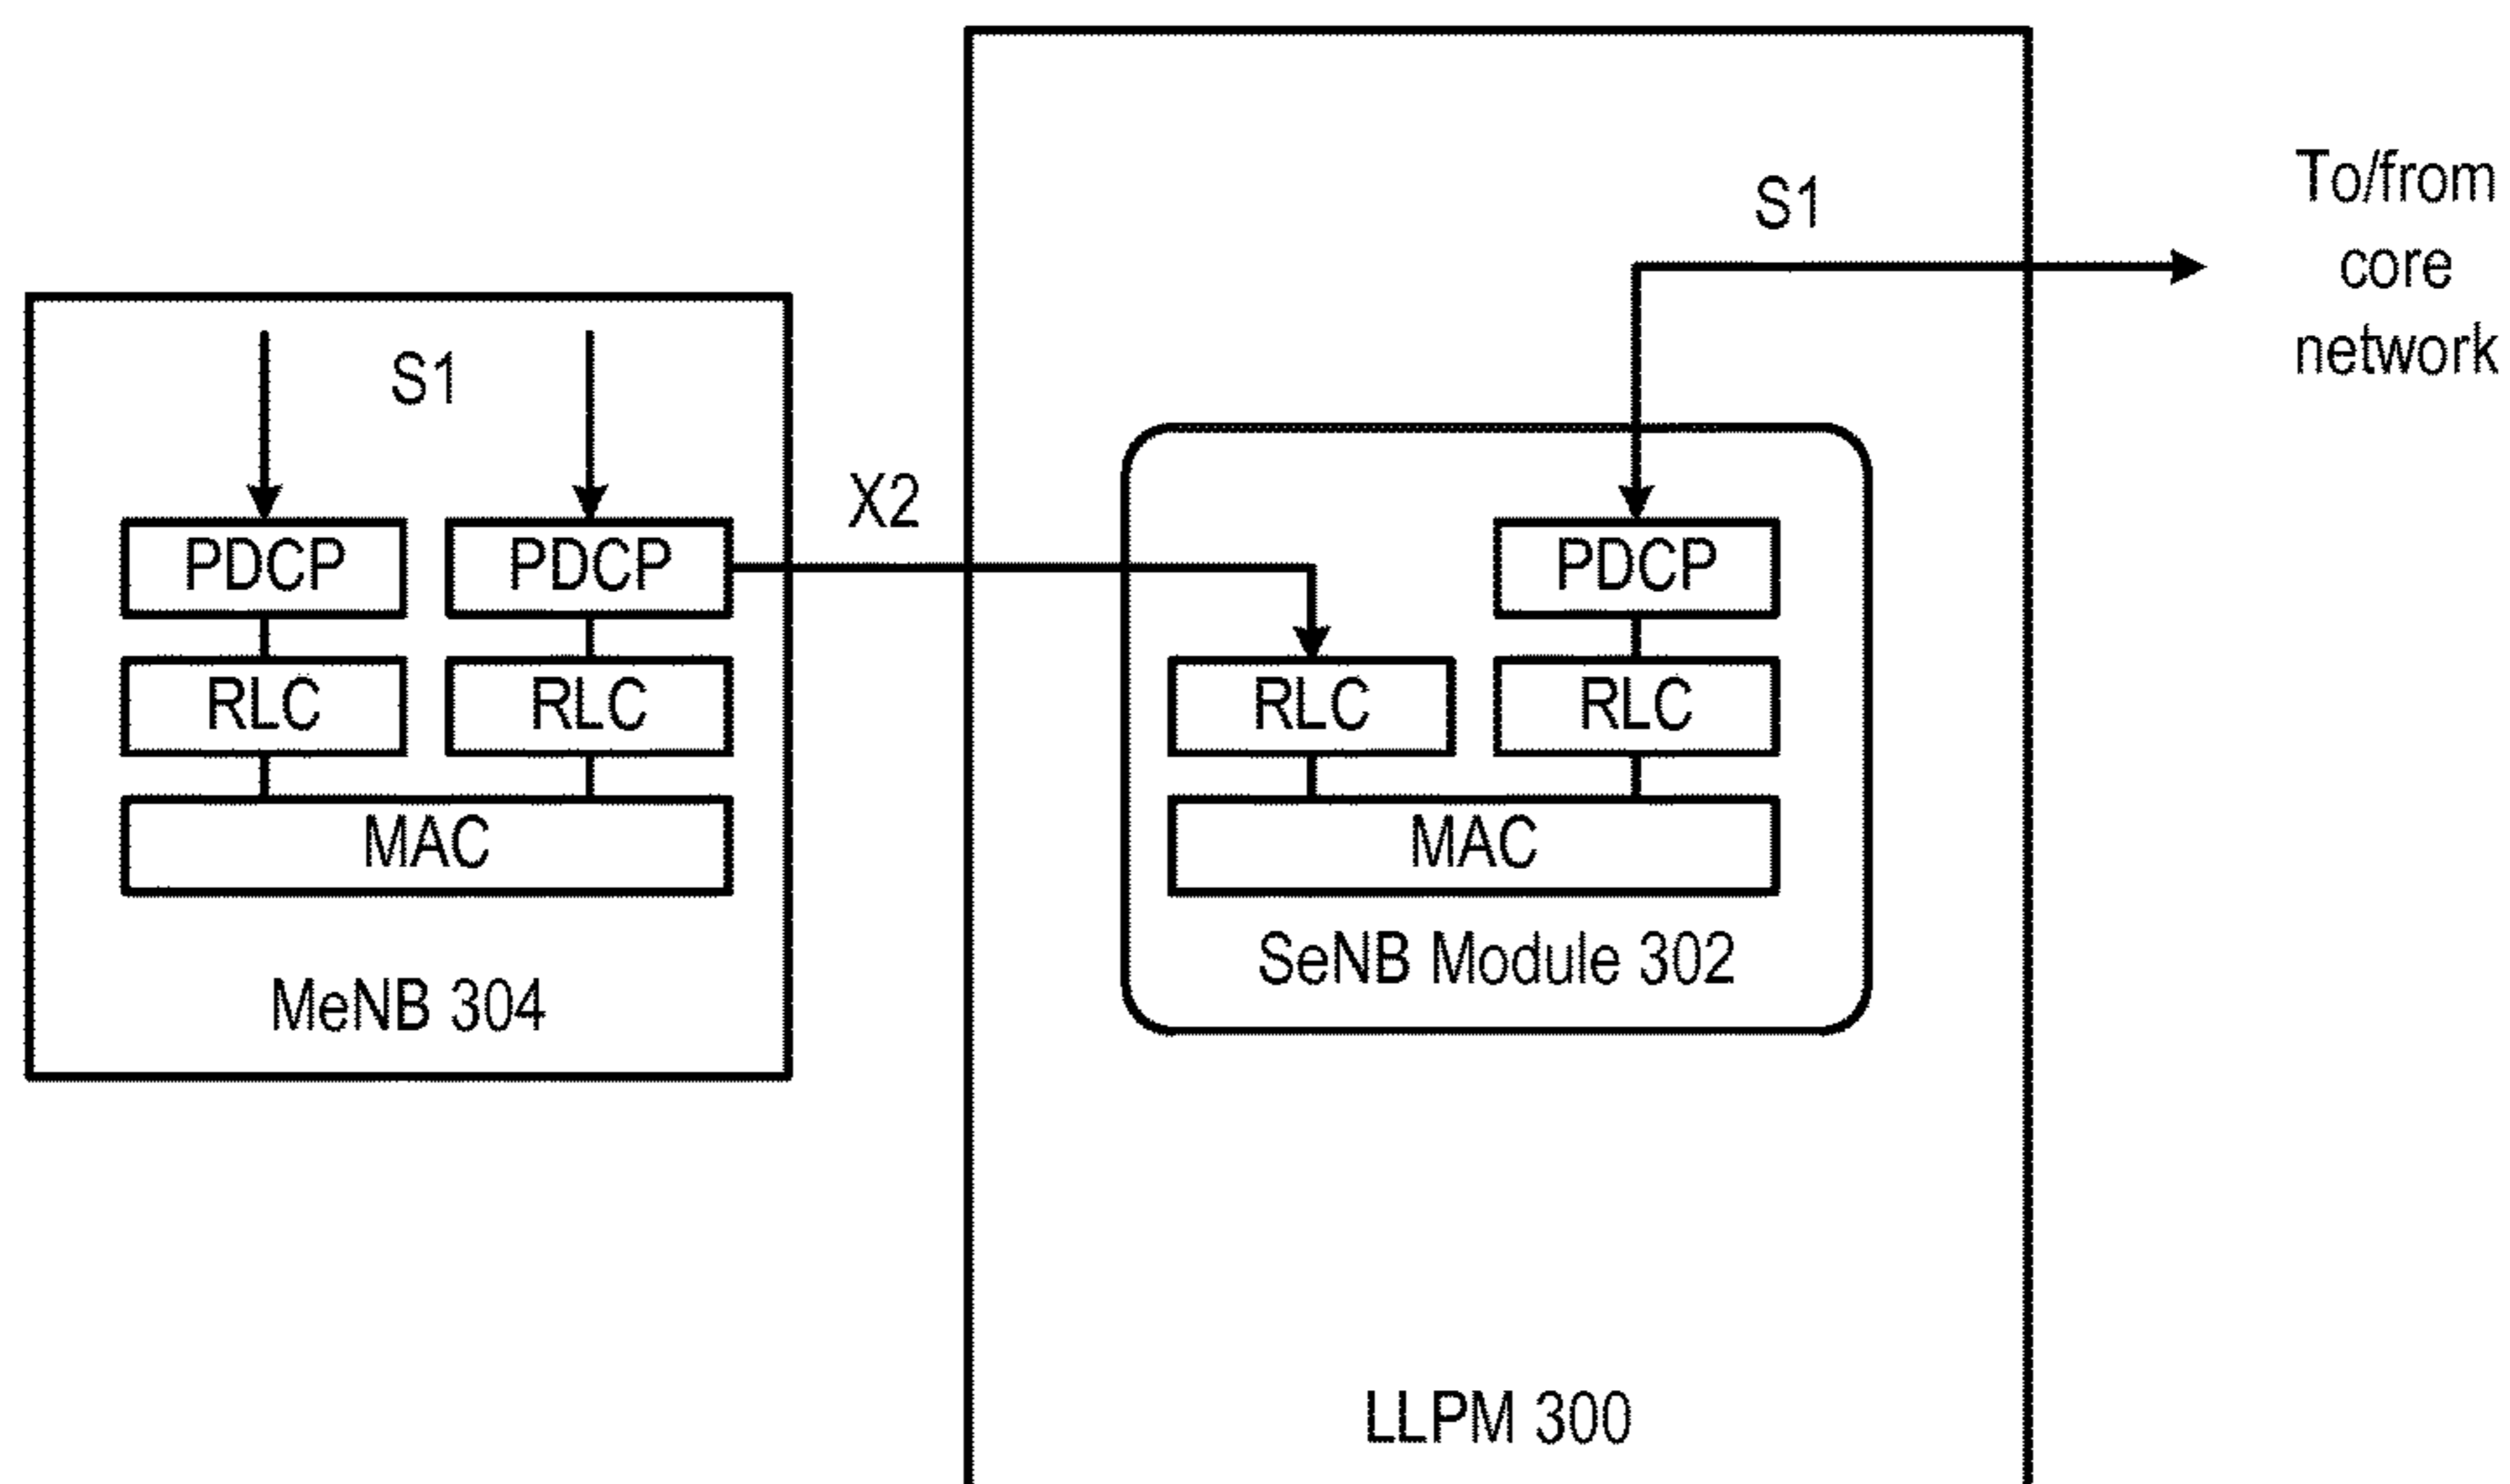 To/from
core
network
S1
S1
X2
PDCP
PDCP
RLC
RLC
MAC
MeNB 304
PDCP
RLC
RLC
MAC
SeNB Module 302
LLPM 300